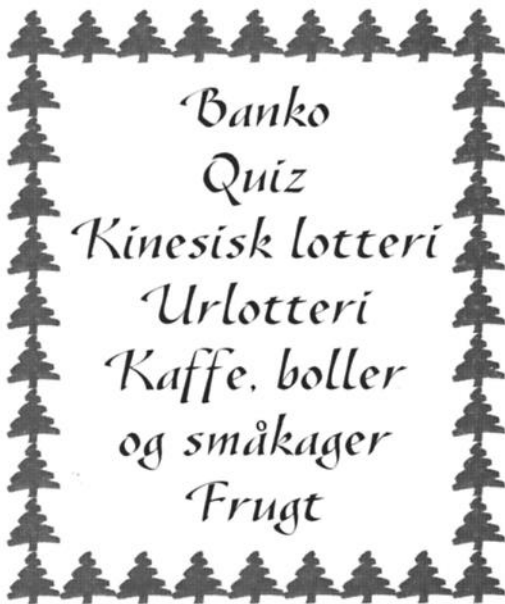 Banko
Quiz
Kinesisk lotteri
Urlotteri
Kaffe, boller
og småkager
Frugt